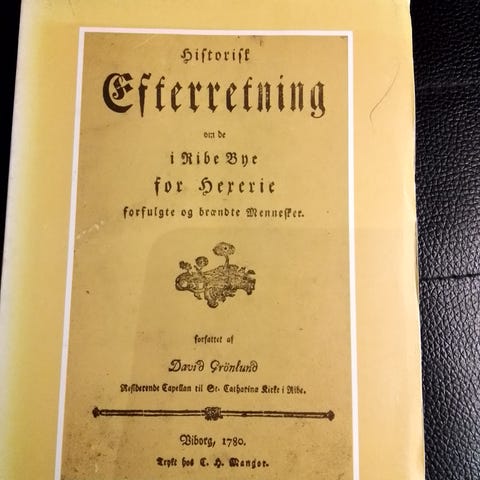 Historisk
Efterretning
om de
i Ribe Bye
for Hexerie
forfulgte og brændte Mennesker.
forfattet af
David Grönlund
Residerende Capellan til St. Catharina Kirke i Ribe.
Viborg, 1780.
Trykt hos C. H. Mangor.